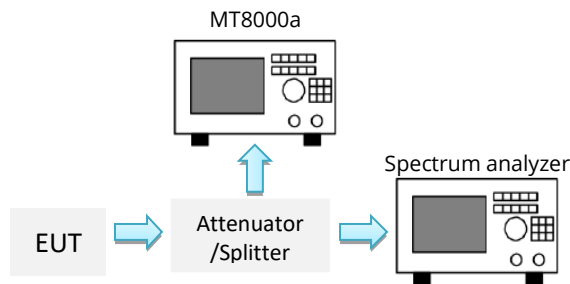 MT8000a
Spectrum analyzer
EUT
Attenuator
/Splitter